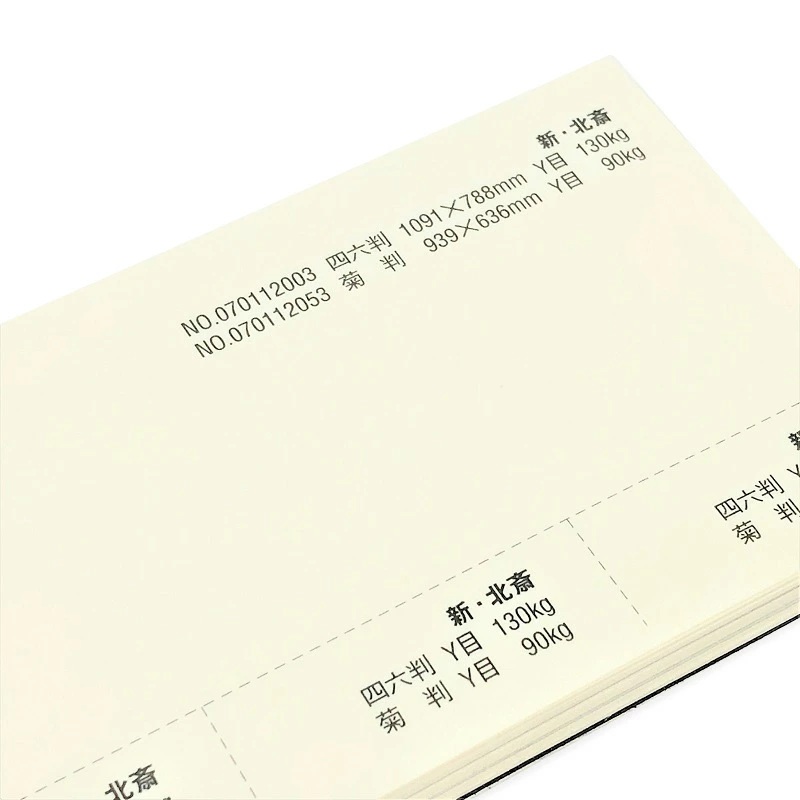 新・北斎
NO.070112003 四六判 1091×788mm Y目 130kg
NO.070112053 菊 判 939×636mm Y目 90kg
新・北斎
四六判 Y目 130kg
菊 判 Y目 90kg
四六判 Y
菊 判
北斎